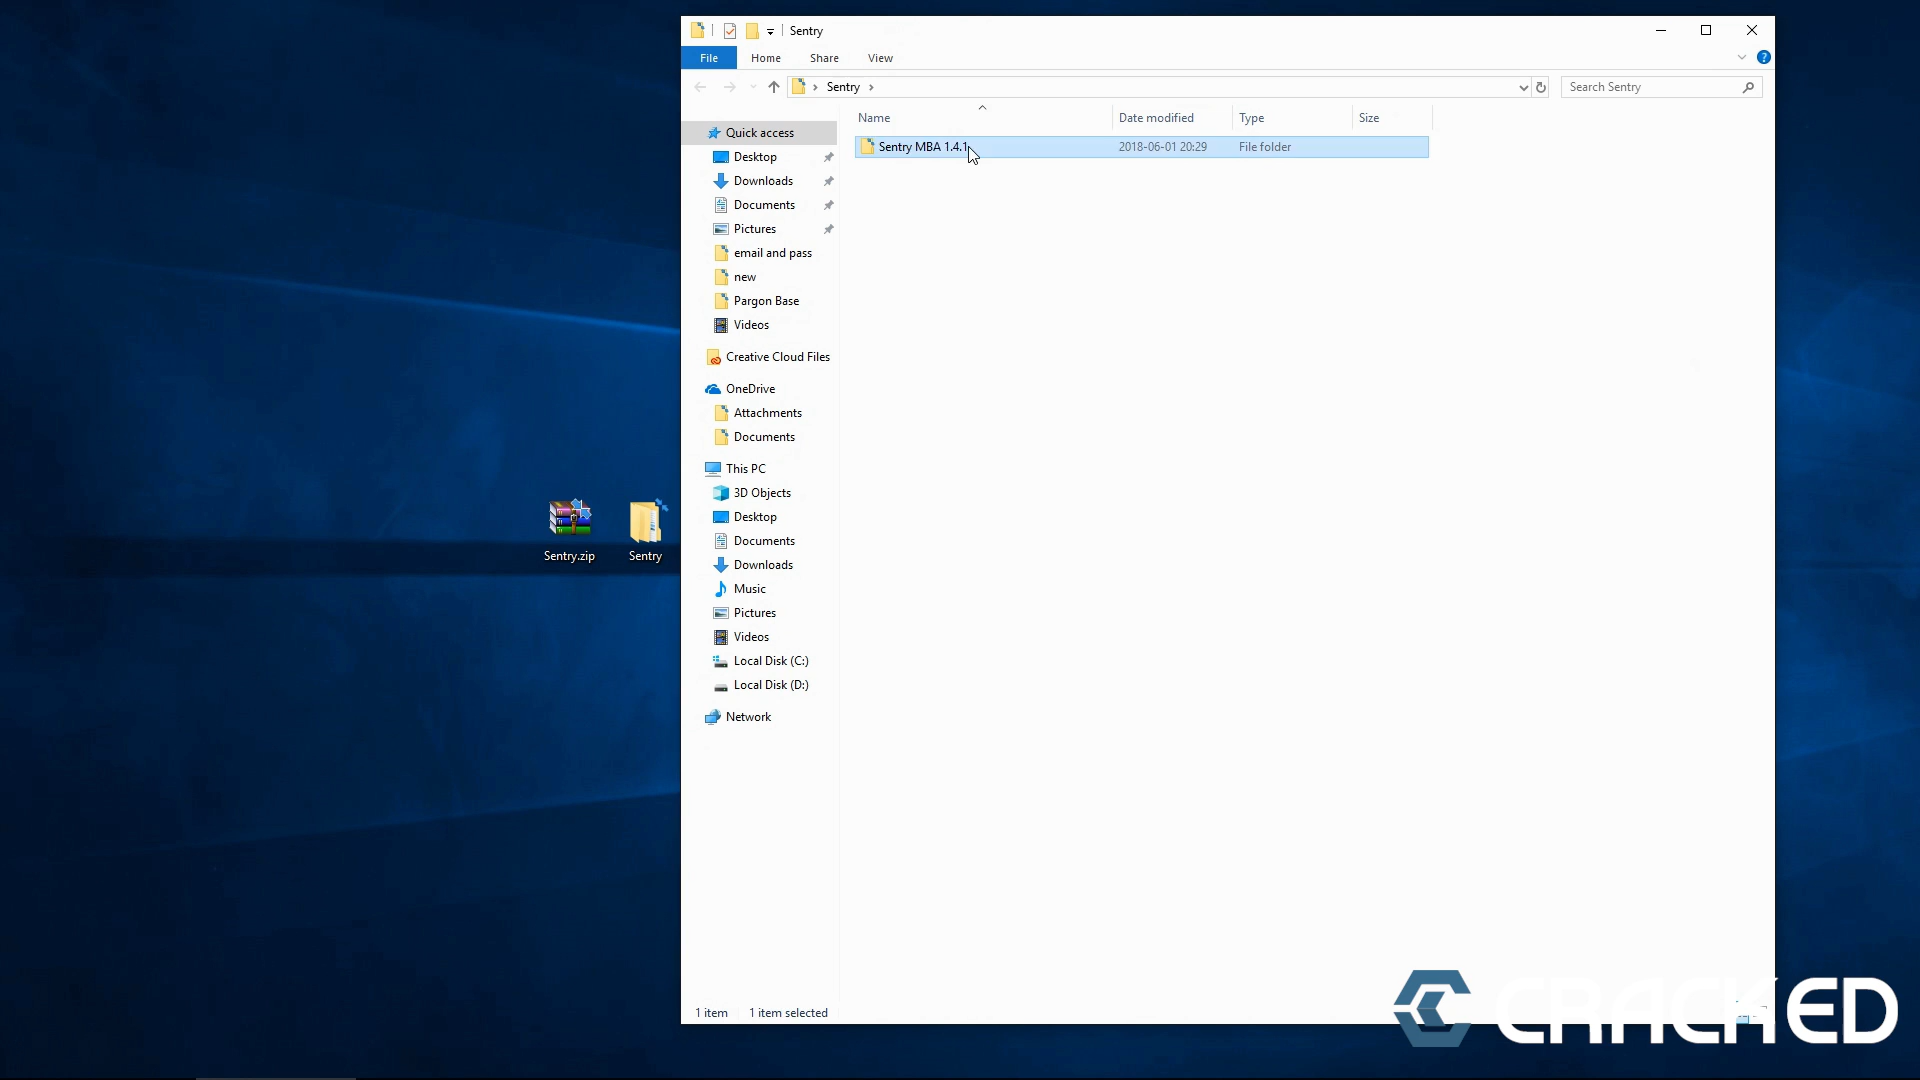 Sentry
File Home Share View
Sentry
Search Sentry
Name Date modified Type Size
Sentry MBA 1.4.1 2018-06-01 20:29 File folder
Quick access
Desktop
Downloads
Documents
Pictures
email and pass
new
Pargon Base
Videos
Creative Cloud Files
OneDrive
Attachments
Documents
This PC
3D Objects
Desktop
Documents
Downloads
Music
Pictures
Videos
Local Disk (C:)
Local Disk (D:)
Network
Sentry.zip Sentry
1 item 1 item selected
CRACKED